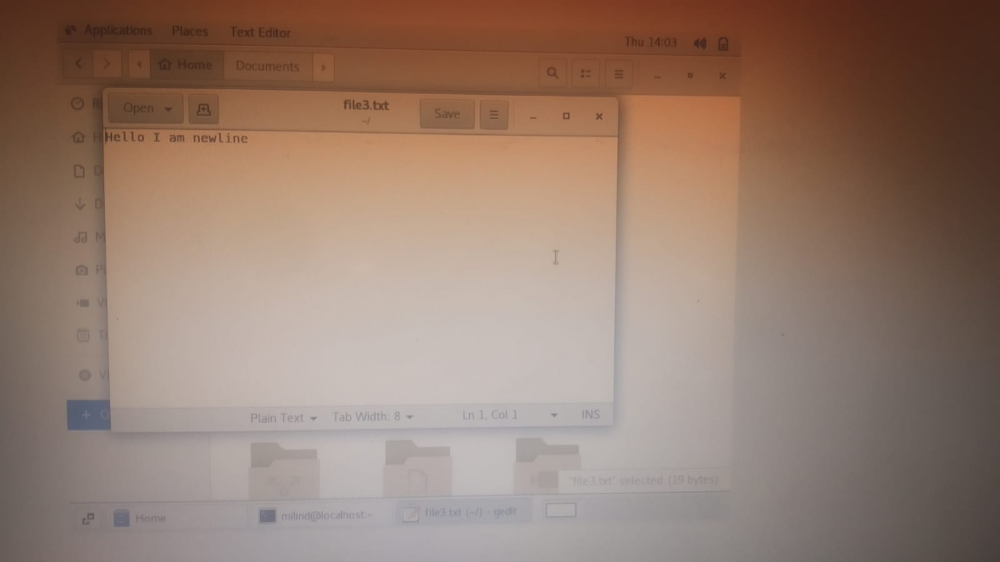 Applications Places Text Editor
Thu 14:03
Home Documents
Open file3.txt Save
~/
Hello I am newline
Plain Text Tab Width: 8 Ln 1, Col 1 INS
"file3.txt" selected (19 bytes)
Home milind@localhost:~ file3.txt (~/) - gedit